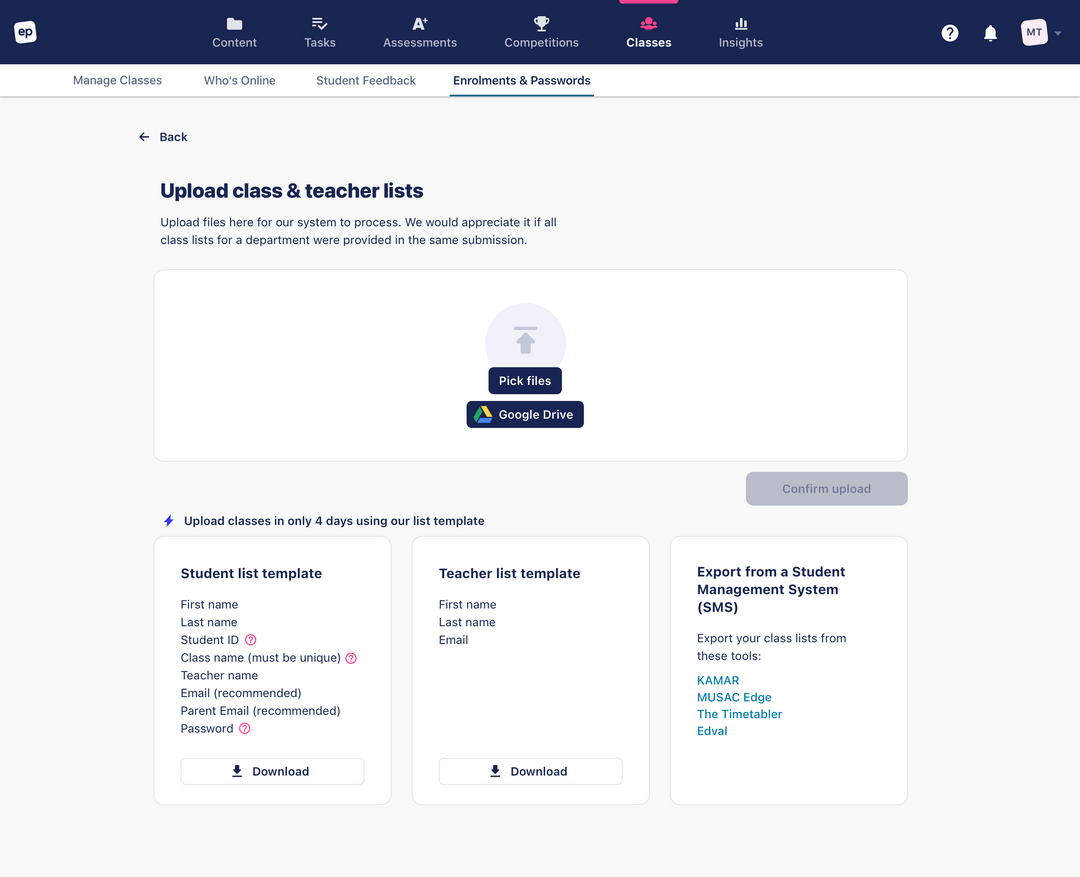 ep
Content
Tasks
Assessments
Competitions
Classes
Insights
MT
Manage Classes
Who's Online
Student Feedback
Enrolments & Passwords
Back
Upload class & teacher lists
Upload files here for our system to process. We would appreciate it if all
class lists for a department were provided in the same submission.
Pick files
Google Drive
Confirm upload
Upload classes in only 4 days using our list template
Student list template
First name
Last name
Student ID
Class name (must be unique)
Teacher name
Email (recommended)
Parent Email (recommended)
Password
Download
Teacher list template
First name
Last name
Email
Download
Export from a Student
Management System
(SMS)
Export your class lists from
these tools:
KAMAR
MUSAC Edge
The Timetabler
Edval